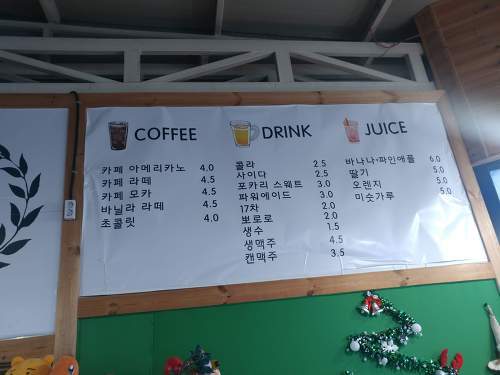 COFFEE
카페 아메리카노 4.0
카페 라떼 4.5
카페 모카 4.5
바닐라 라떼 4.5
초콜릿 4.0
DRINK
콜라 2.5
사이다 2.5
포카리 스웨트 3.0
파워에이드 3.0
17차 2.0
뽀로로 2.0
생수 1.5
생맥주 4.5
캔맥주 3.5
JUICE
바나나+파인애플 6.0
딸기 5.0
오렌지 5.0
미숫가루 5.0